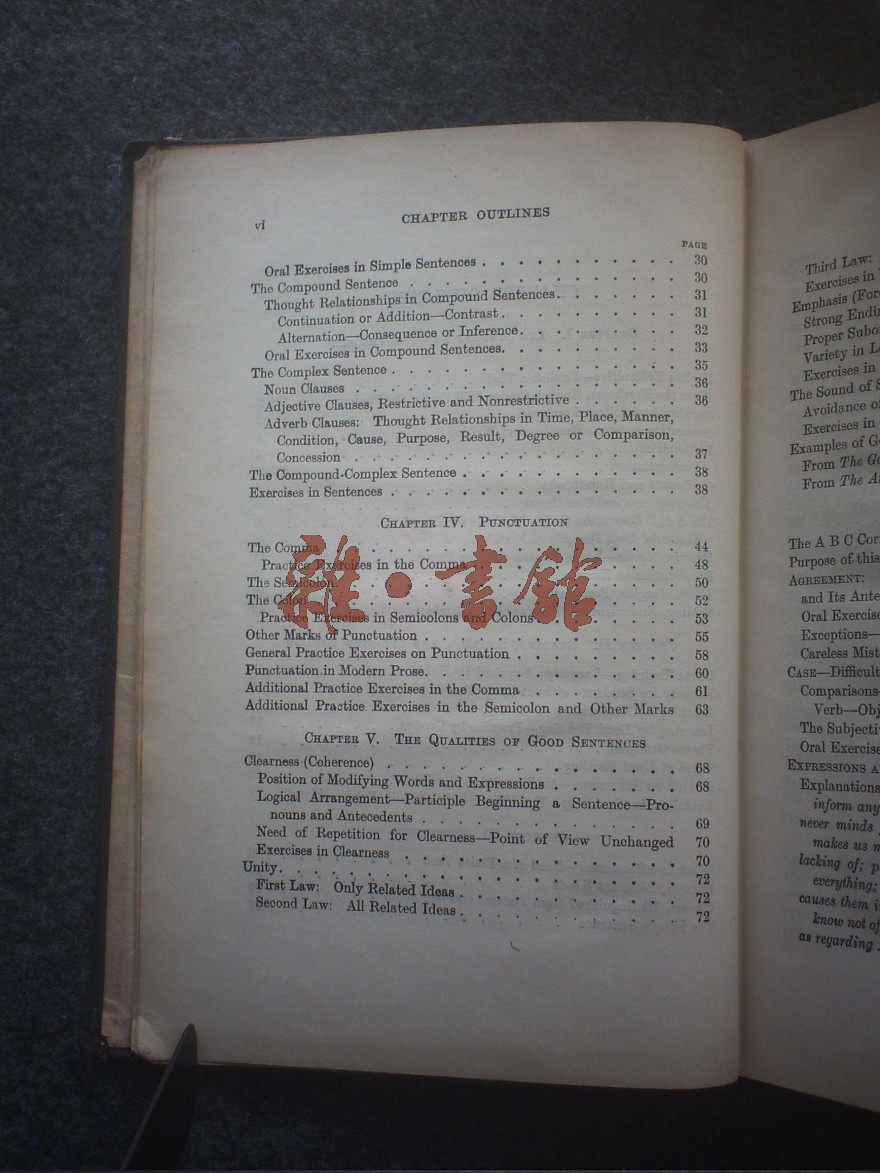 vi
CHAPTER OUTLINES
PAGE
Oral Exercises in Simple Sentences . . . . . . . . . . . 30
The Compound Sentence . . . . . . . . . . . . . . 30
Thought Relationships in Compound Sentences. . . . . . . 31
Continuation or Addition—Contrast . . . . . . . . . . 31
Alternation—Consequence or Inference. . . . . . . . . 32
Oral Exercises in Compound Sentences. . . . . . . . . . 33
The Complex Sentence . . . . . . . . . . . . . . . 35
Noun Clauses . . . . . . . . . . . . . . . . . 36
Adjective Clauses, Restrictive and Nonrestrictive . . . . . . 36
Adverb Clauses: Thought Relationships in Time, Place, Manner,
Condition, Cause, Purpose, Result, Degree or Comparison,
Concession . . . . . . . . . . . . . . . . . 37
The Compound-Complex Sentence . . . . . . . . . . . 38
Exercises in Sentences . . . . . . . . . . . . . . . 38
CHAPTER IV. PUNCTUATION
The Comma . . . . . . . . . . . . . . . . . . 44
Practice Exercises in the Comma . . . . . . . . . . . 48
The Semicolon . . . . . . . . . . . . . . . . . 50
The Colon . . . . . . . . . . . . . . . . . . . 52
Practice Exercises in Semicolons and Colons . . . . . . . 53
Other Marks of Punctuation . . . . . . . . . . . . . 55
General Practice Exercises on Punctuation . . . . . . . . 58
Punctuation in Modern Prose. . . . . . . . . . . . . 60
Additional Practice Exercises in the Comma . . . . . . . 61
Additional Practice Exercises in the Semicolon and Other Marks 63
CHAPTER V. THE QUALITIES OF GOOD SENTENCES
Clearness (Coherence) . . . . . . . . . . . . . . . 68
Position of Modifying Words and Expressions . . . . . . . 68
Logical Arrangement—Participle Beginning a Sentence—Pro-
nouns and Antecedents . . . . . . . . . . . . . 69
Need of Repetition for Clearness—Point of View Unchanged 70
Exercises in Clearness . . . . . . . . . . . . . . 70
Unity. . . . . . . . . . . . . . . . . . . . . 72
First Law: Only Related Ideas . . . . . . . . . . . . 72
Second Law: All Related Ideas . . . . . . . . . . . . 72
雜·書館
Third Law:
Exercises in
Emphasis
Strong
Proper
Variety in
Exercises in
The Sound of
Avoidance
Exercises in
Examples of
From The
From The
The A B C
Purpose of this
AGREEMENT:
and Its
Oral
Exceptions—
Careless
CASE—
Comparisons—
Verb—
The
Oral
EXPRESSIONS
Explanations
inform any
never minds
makes us
lacking of;
everything;
causes them
know not
as regarding